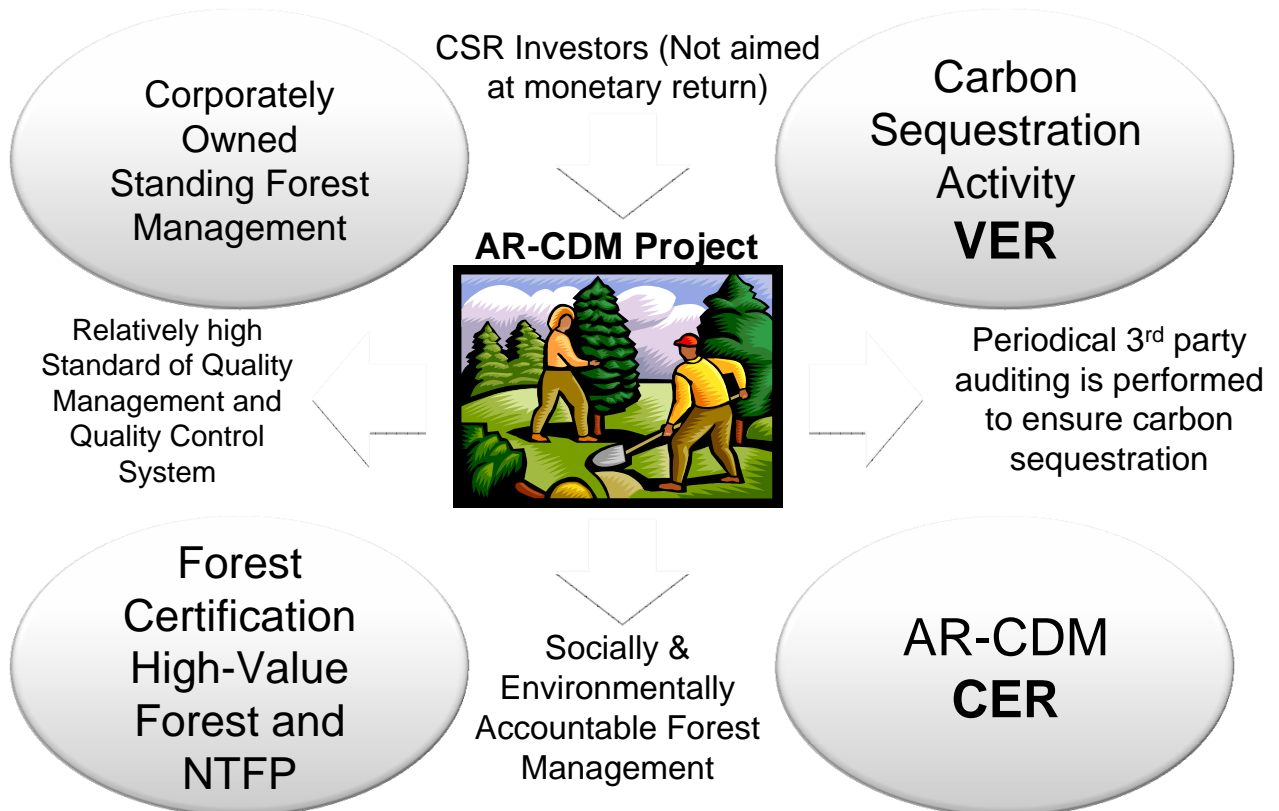 Corporately
Owned
Standing Forest
Management
CSR Investors (Not aimed
at monetary return)
Carbon
Sequestration
Activity
VER
AR-CDM Project
Relatively high
Standard of Quality
Management and
Quality Control
System
Periodical 3rd party
auditing is performed
to ensure carbon
sequestration
Forest
Certification
High-Value
Forest and
NTFP
Socially &
Environmentally
Accountable Forest
Management
AR-CDM
CER